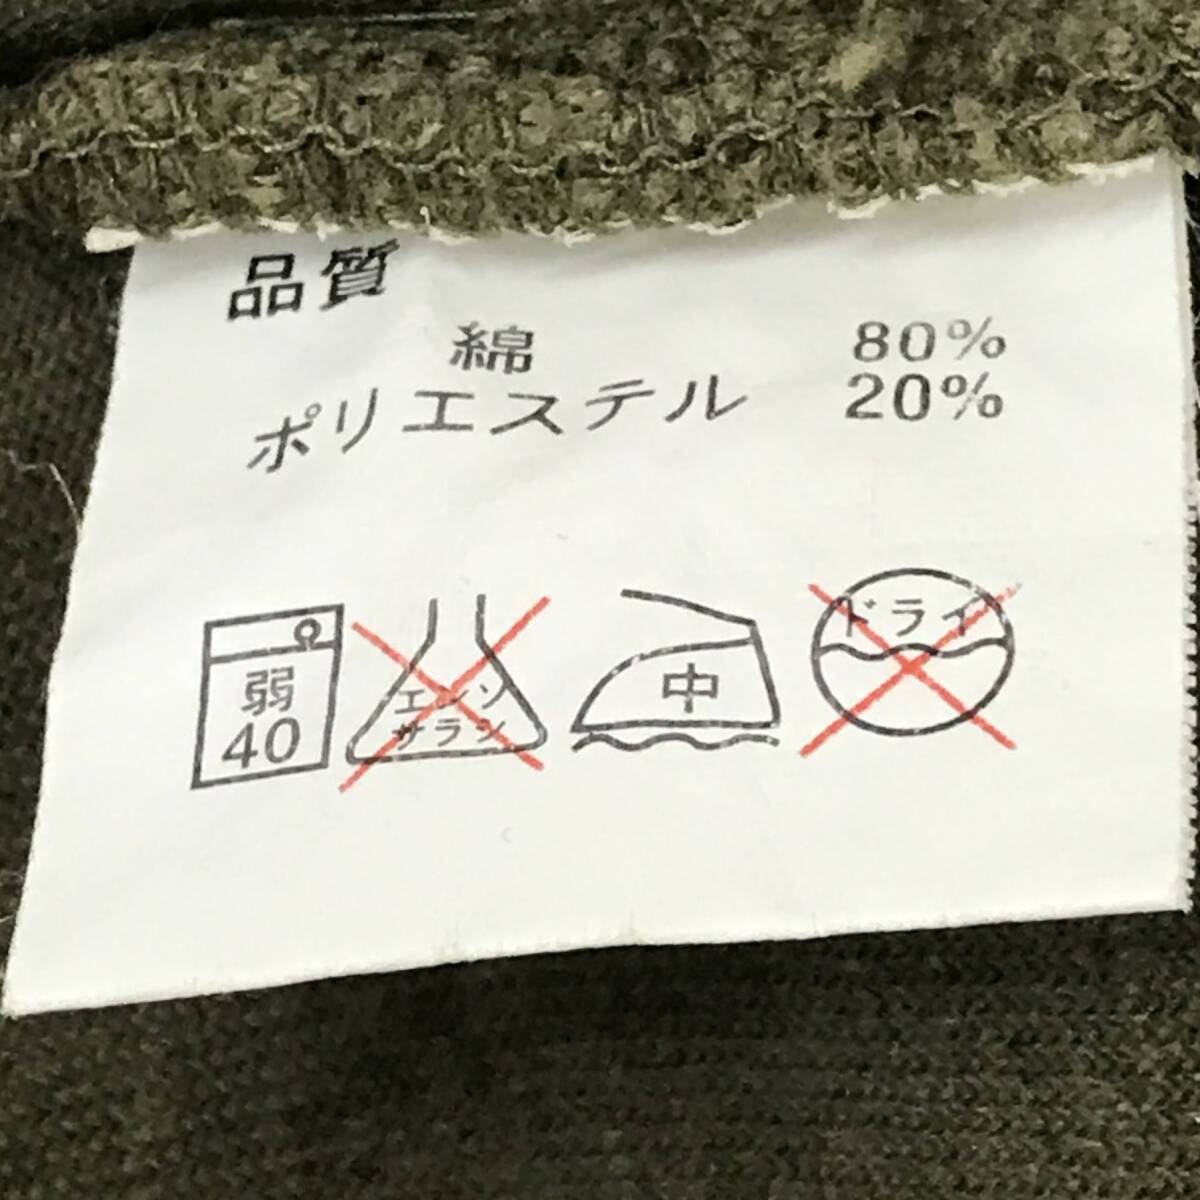 品質
綿 80%
ポリエステル 20%
弱
40
エンソ
サラシ
中
ドライ